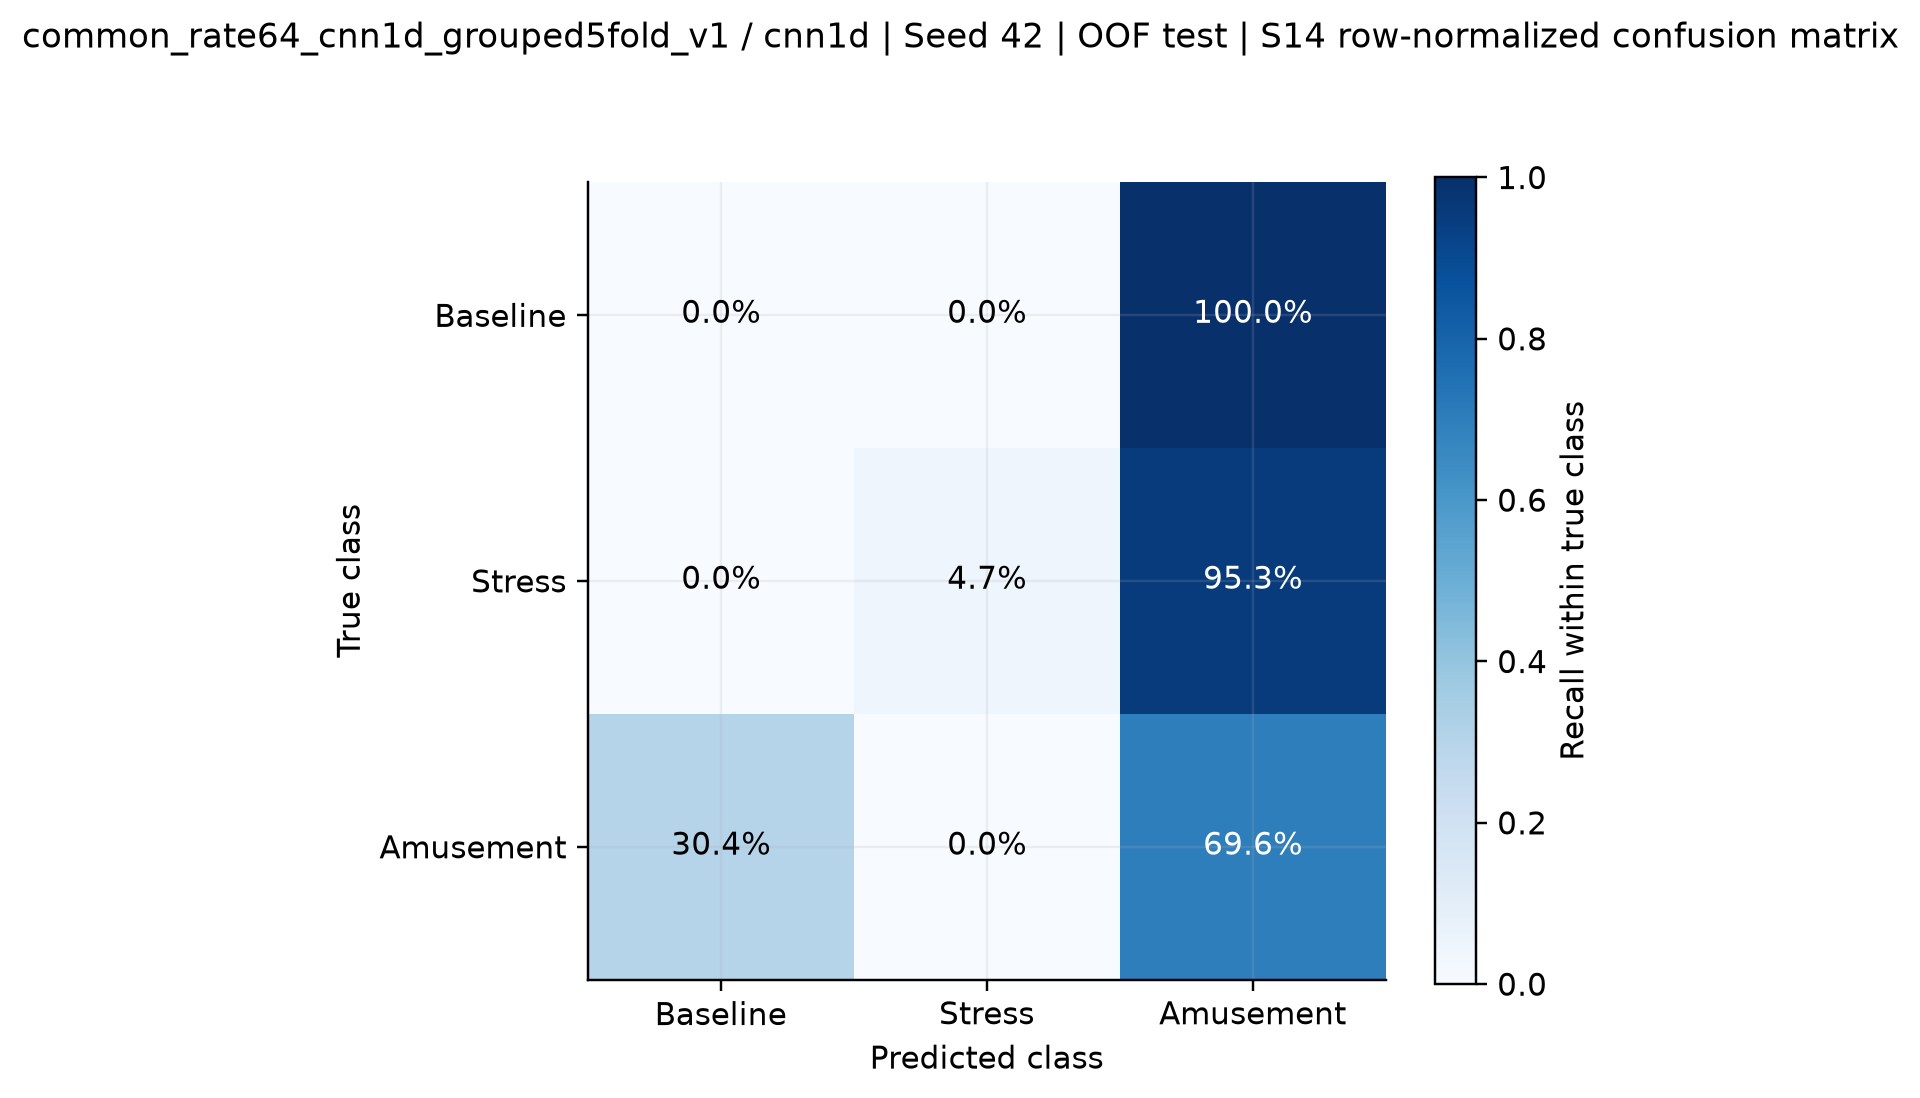 common_rate64_cnn1d_grouped5fold_v1 / cnn1d | Seed 42 | OOF test | S14 row-normalized confusion matrix
True class
Baseline 0.0% 0.0% 100.0%
Stress 0.0% 4.7% 95.3%
Amusement 30.4% 0.0% 69.6%
Baseline Stress Amusement
Predicted class
1.0
0.8
0.6
0.4
0.2
0.0
Recall within true class